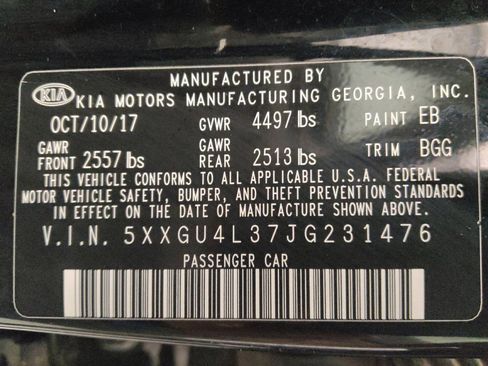 MANUFACTURED BY
KIA KIA MOTORS MANUFACTURING GEORGIA, INC.
OCT/10/17 GVWR 4497 lbs PAINT EB
GAWR FRONT 2557 lbs GAWR REAR 2513 lbs TRIM BGG
THIS VEHICLE CONFORMS TO ALL APPLICABLE U.S.A. FEDERAL
MOTOR VEHICLE SAFETY, BUMPER, AND THEFT PREVENTION STANDARDS
IN EFFECT ON THE DATE OF MANUFACTURE SHOWN ABOVE.
V.I.N. 5XXGU4L37JG231476
PASSENGER CAR